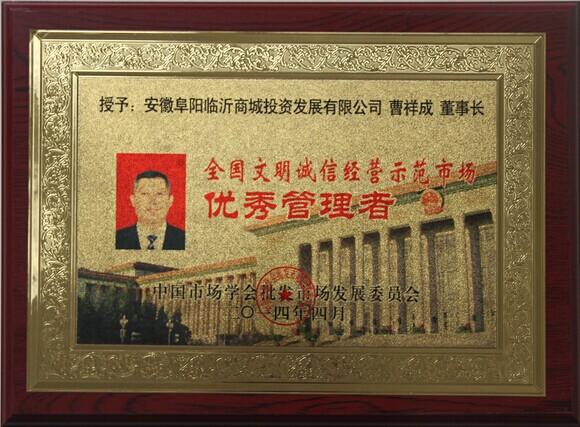 授予：安徽阜阳临沂商城投资发展有限公司 曹祥成 董事长
全国文明诚信经营示范市场
优秀管理者
中国市场学会批发市场发展委员会
二〇一四年四月